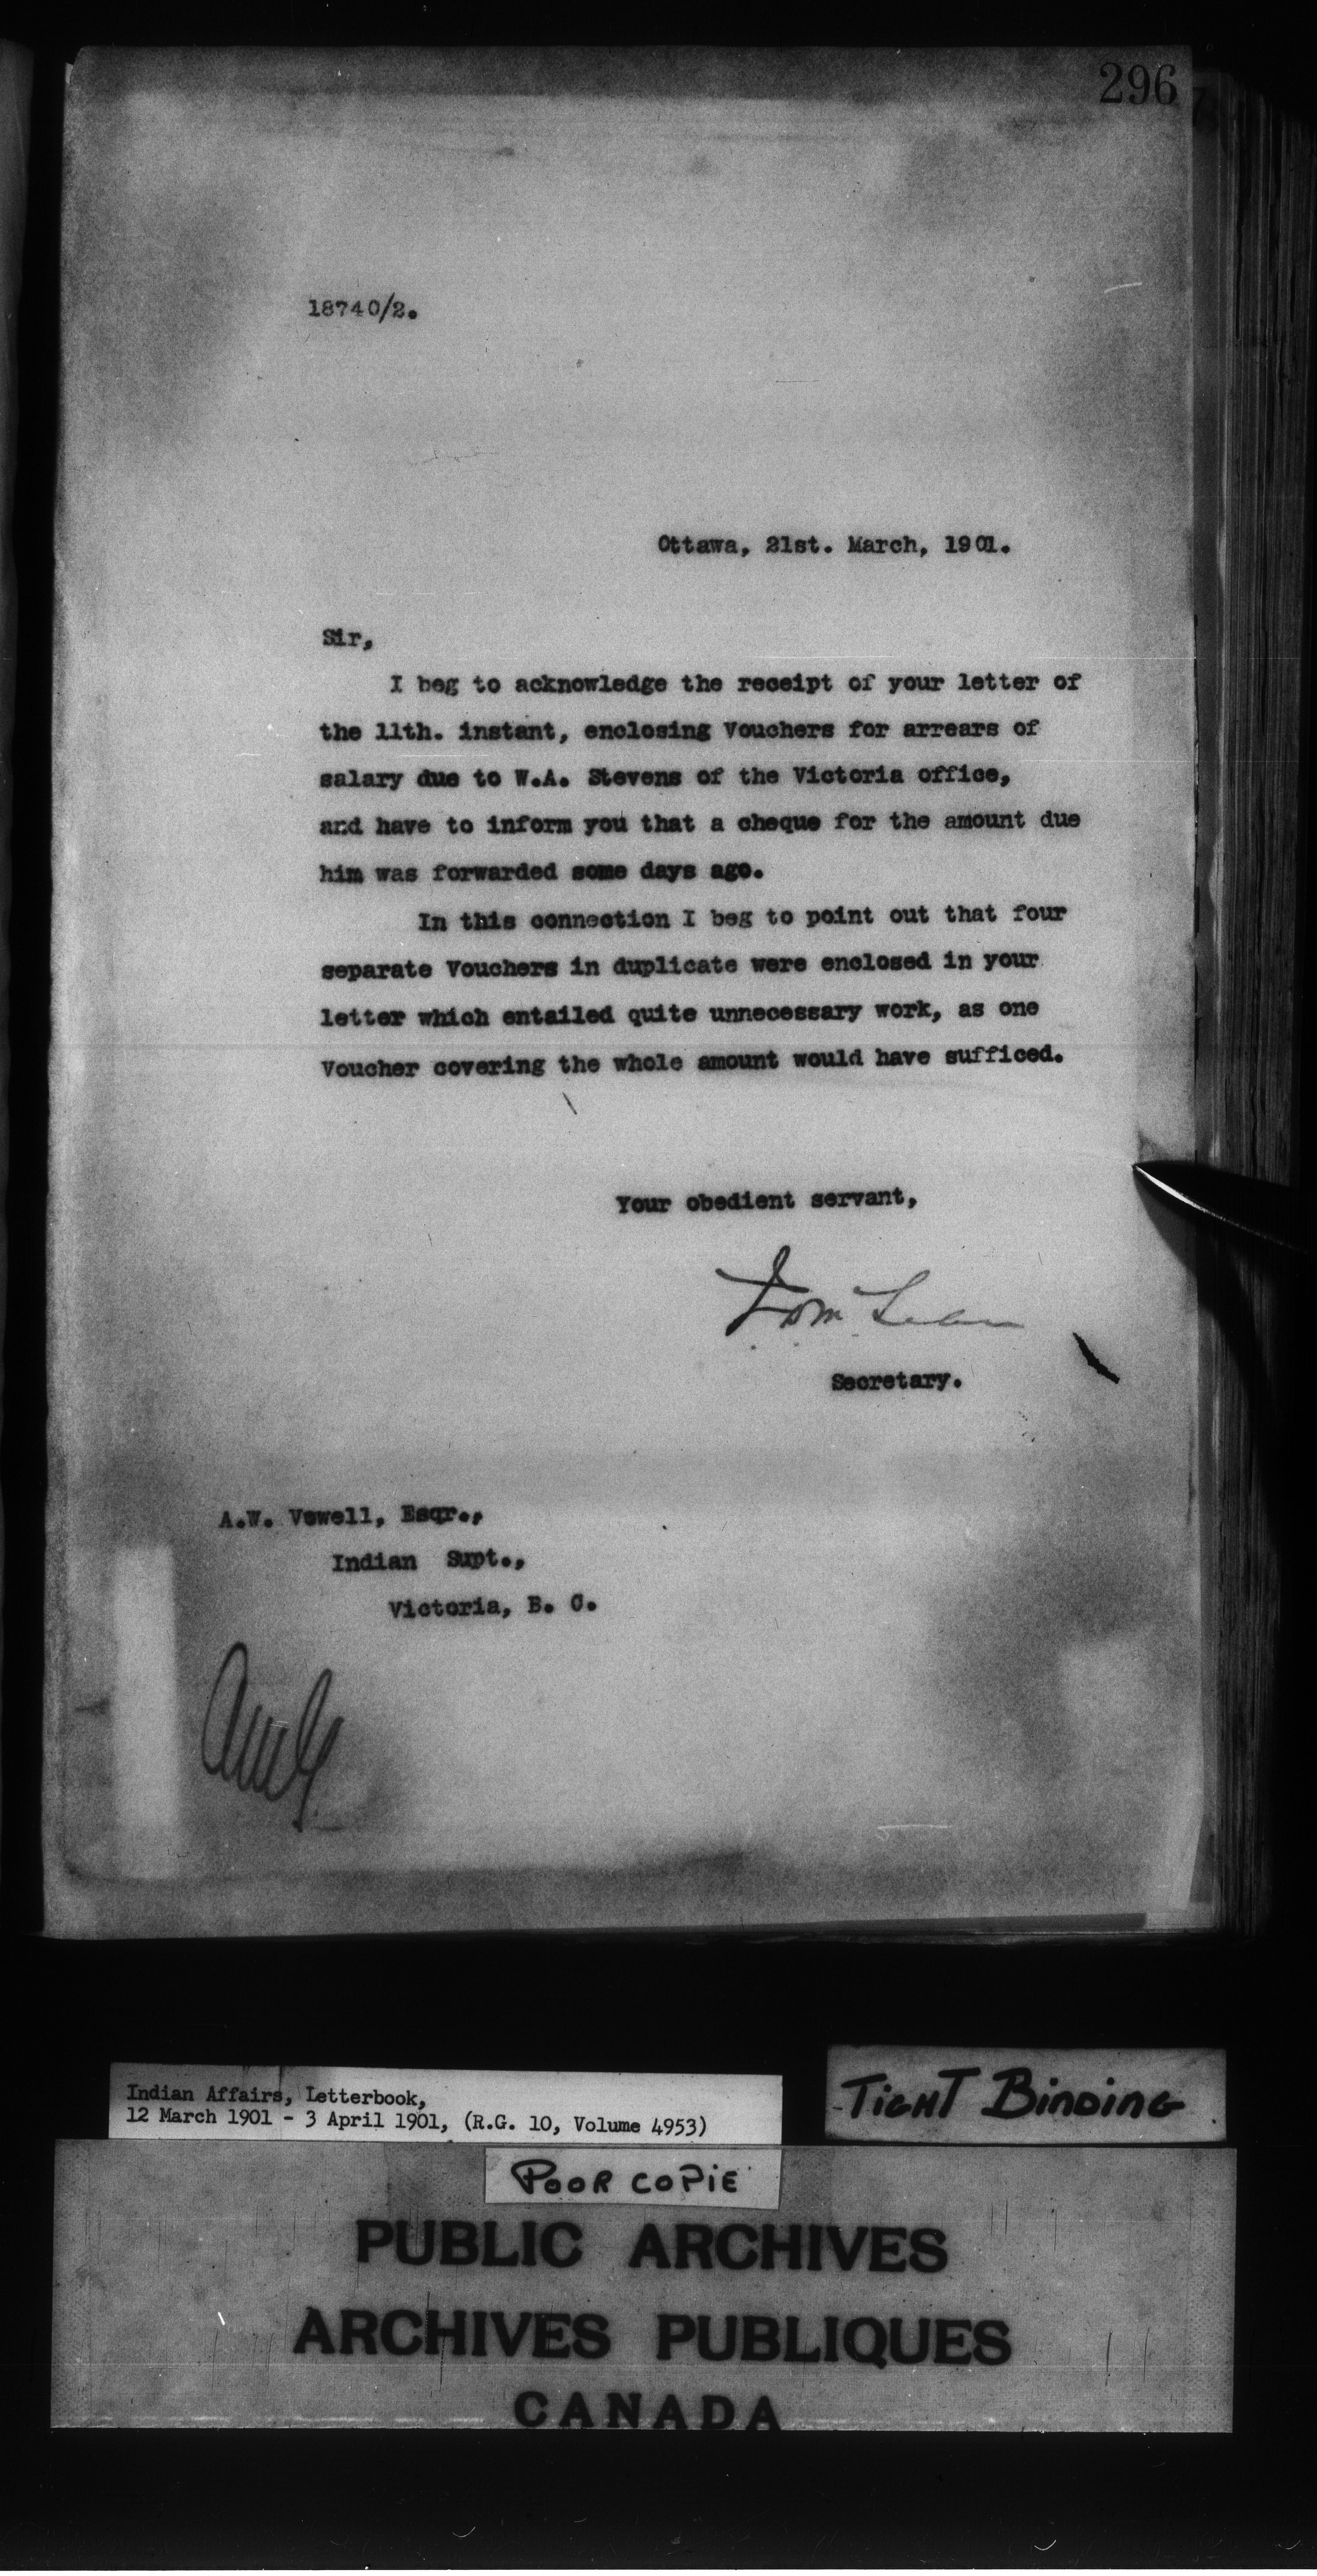 296
18740/2.
Ottawa, 21st. March, 1901.
Sir,
I beg to acknowledge the receipt of your letter of
the 11th. instant, enclosing Vouchers for arrears of
salary due to W.A. Stevens of the Victoria office,
and have to inform you that a cheque for the amount due
him was forwarded some days ago.
In this connection I beg to point out that four
separate Vouchers in duplicate were enclosed in your
letter which entailed quite unnecessary work, as one
Voucher covering the whole amount would have sufficed.
Your obedient servant,
Secretary.
A.W. Vowell, Esqr.,
Indian Supt.,
Victoria, B. C.
Indian Affairs, Letterbook,
12 March 1901 - 3 April 1901, (R.G. 10, Volume 4953)
TIGHT BINDING
POOR COPIE
PUBLIC ARCHIVES
ARCHIVES PUBLIQUES
CANADA